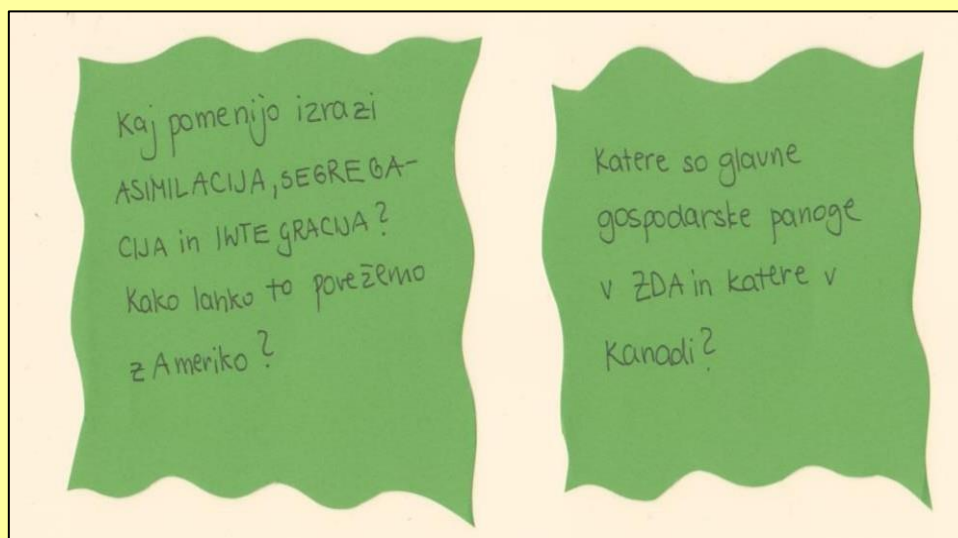 Kaj pomenijo izrazi
ASIMILACIJA, SEGREGA-
CIJA in INTEGRACIJA?
Kako lahko to povežemo
z Ameriko?
Katere so glavne
gospodarske panoge
v ZDA in katere v
Kanadi?